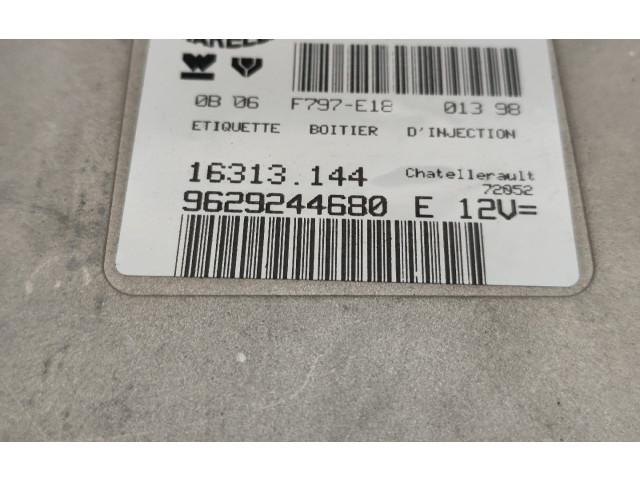 0B 06 F797-E18 013 98
ETIQUETTE BOITIER D'INJECTION
16313.144 Chatellerault
72052
9629244680 E 12V=